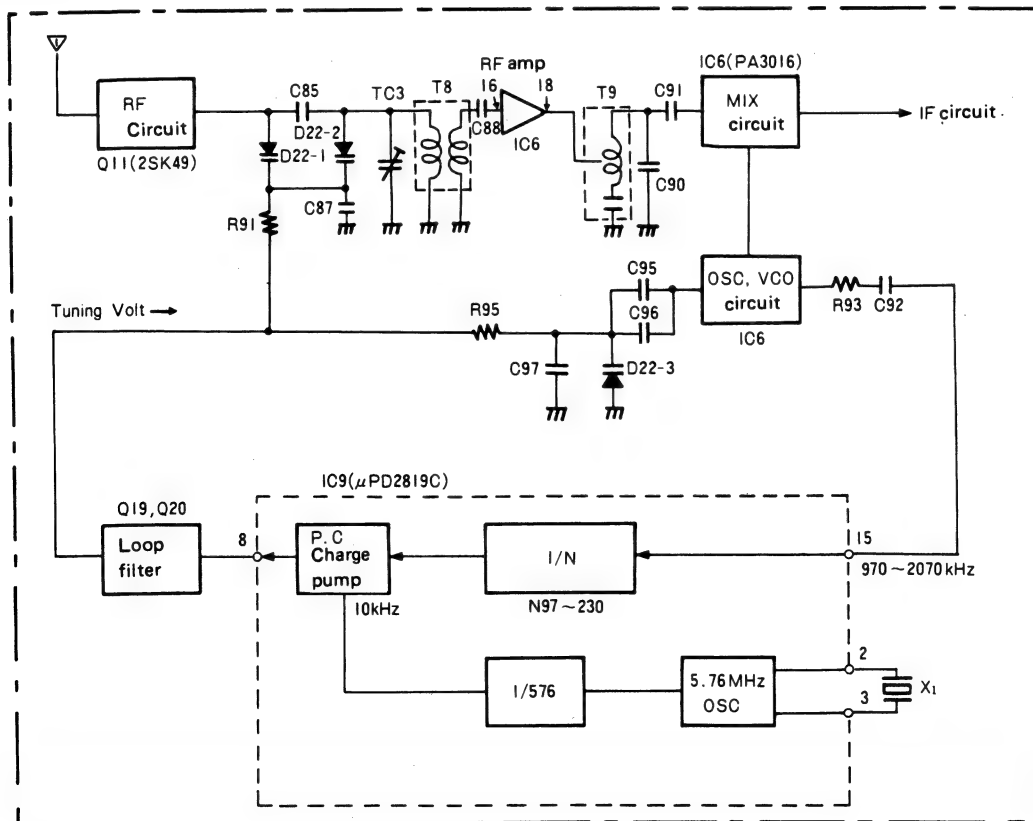 RF
Circuit
Q11(2SK49)
C85
D22-2
D22-1
C87
R91
TC3
T8
C88
RF amp
16
18
IC6
T9
C90
C91
IC6(PA3016)
MIX
circuit
IF circuit
OSC, VCO
circuit
IC6
R93
C92
C95
C96
Tuning Volt →
R95
C97
D22-3
IC9(μPD2819C)
Q19,Q20
Loop
filter
8
P.C
Charge
pump
10kHz
1/N
N97~230
15
970~2070kHz
1/576
5.76MHz
OSC
2
3
X1